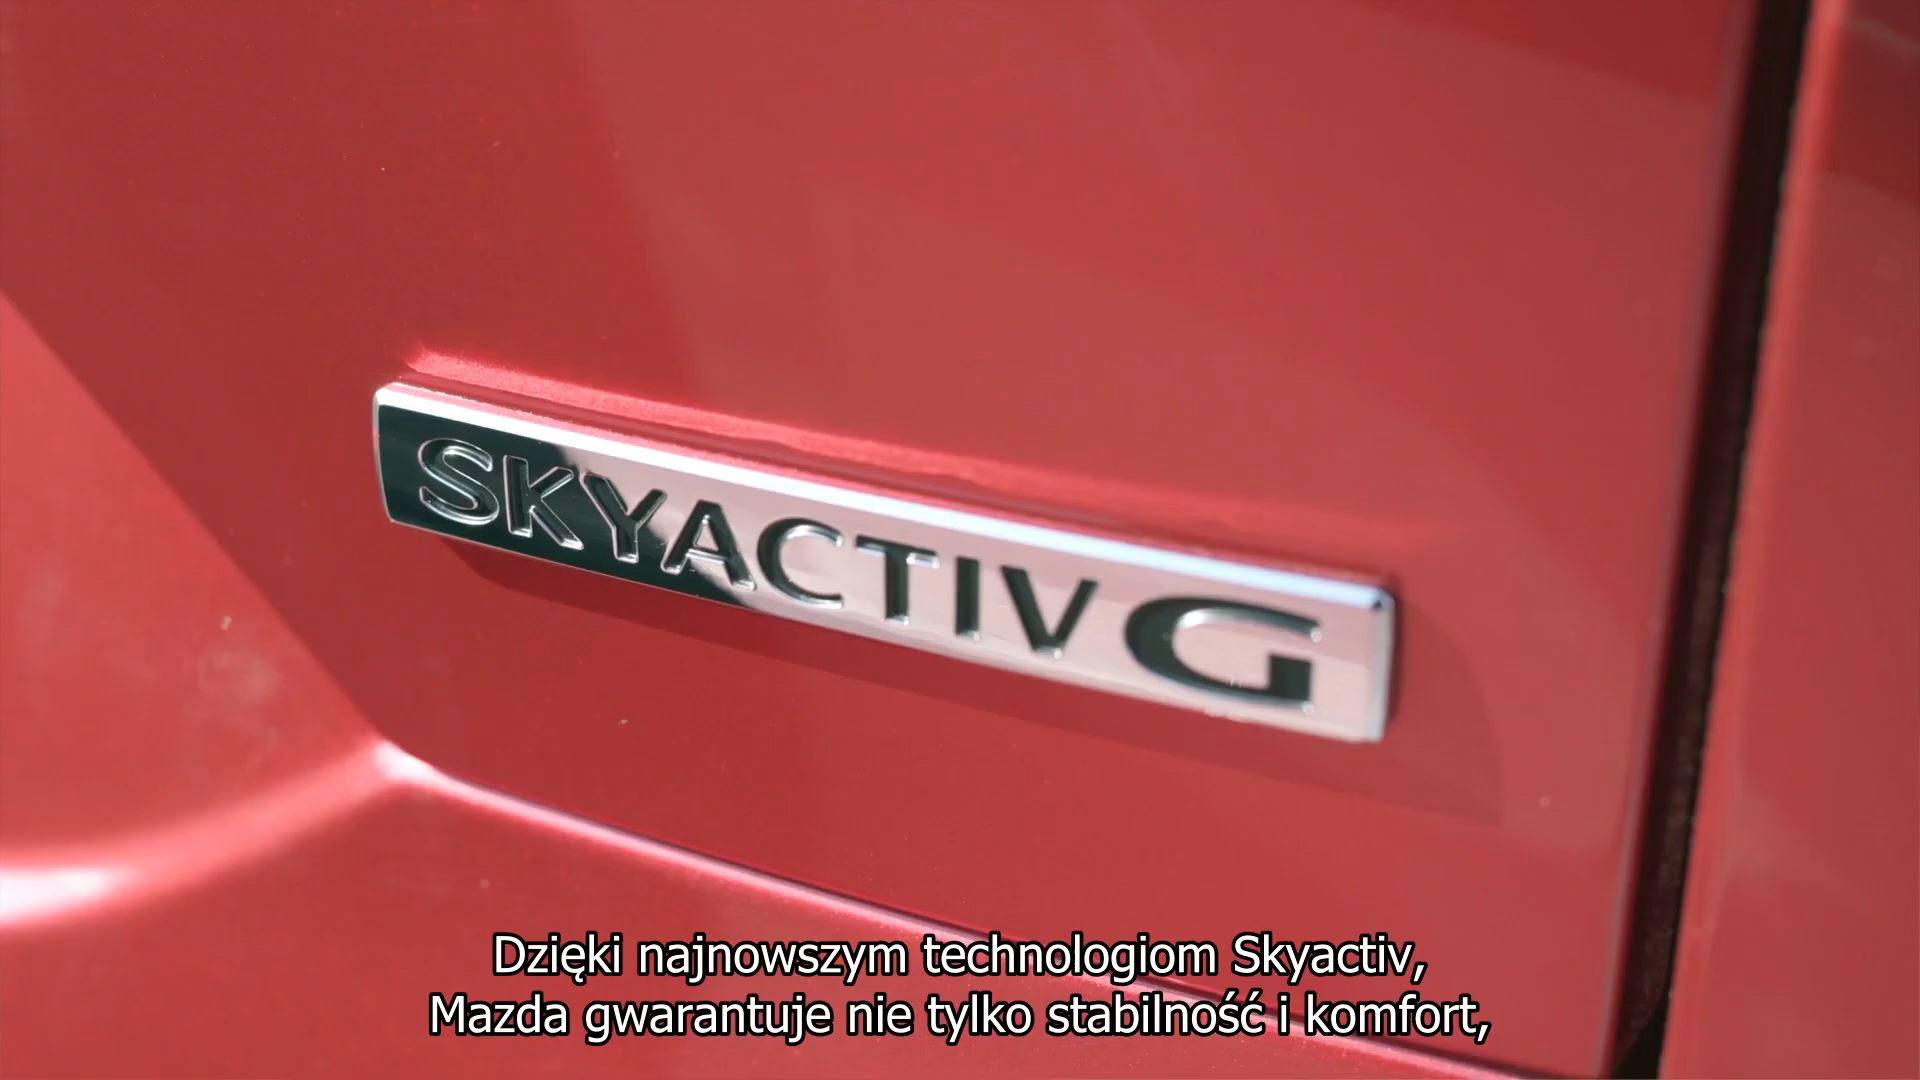 SKYACTIV G
Dzięki najnowszym technologiom Skyactiv,
Mazda gwarantuje nie tylko stabilność i komfort,